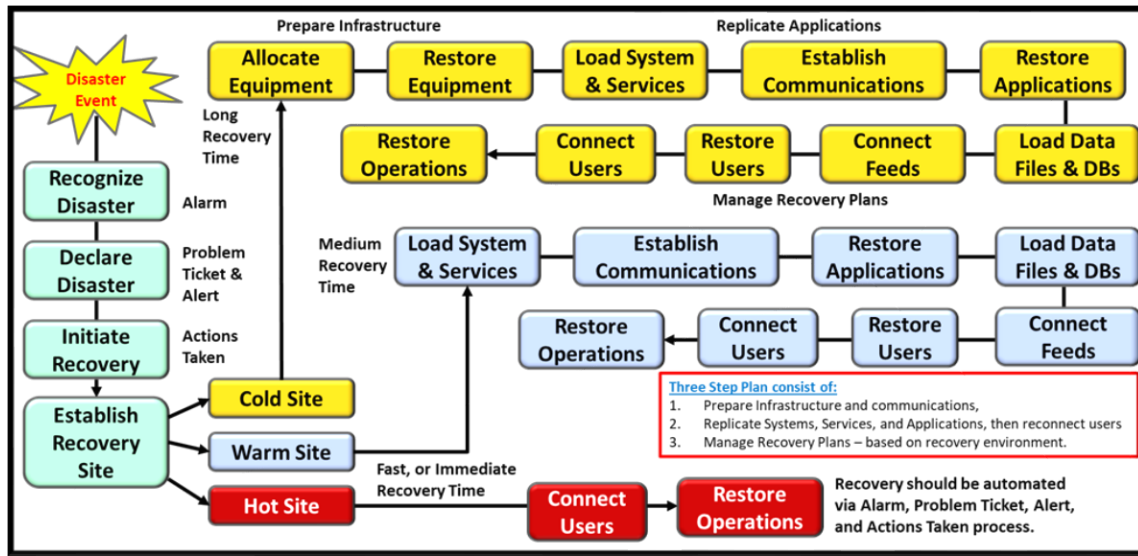 Prepare Infrastructure
Replicate Applications
Disaster
Event
Allocate
Equipment
Restore
Equipment
Load System
& Services
Establish
Communications
Restore
Applications
Long
Recovery
Time
Restore
Operations
Connect
Users
Restore
Users
Connect
Feeds
Load Data
Files & DBs
Manage Recovery Plans
Recognize
Disaster
Alarm
Declare
Disaster
Problem
Ticket &
Alert
Initiate
Recovery
Actions
Taken
Establish
Recovery
Site
Medium
Recovery
Time
Load System
& Services
Establish
Communications
Restore
Applications
Load Data
Files & DBs
Restore
Operations
Connect
Users
Restore
Users
Connect
Feeds
Cold Site
Warm Site
Hot Site
Three Step Plan consist of:
1. Prepare Infrastructure and communications,
2. Replicate Systems, Services, and Applications, then reconnect users
3. Manage Recovery Plans – based on recovery environment.
Fast, or Immediate
Recovery Time
Connect
Users
Restore
Operations
Recovery should be automated
via Alarm, Problem Ticket, Alert,
and Actions Taken process.